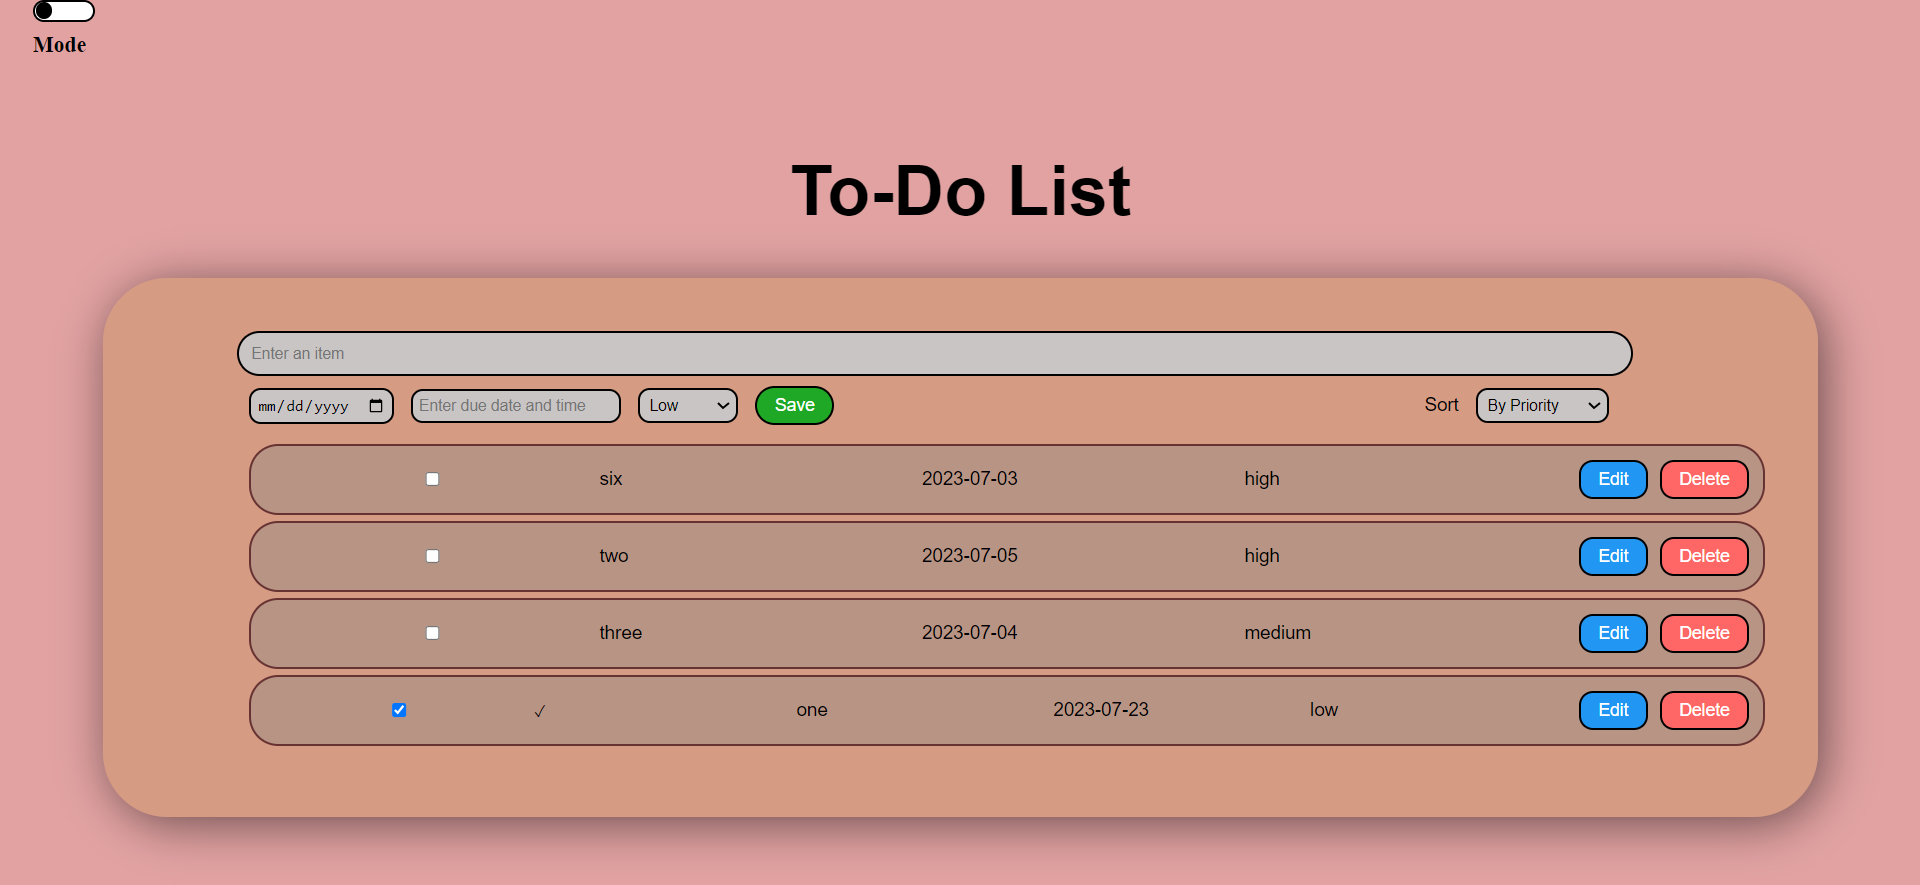 Mode
To-Do List
Enter an item
mm/dd/yyyy Enter due date and time Low Save Sort By Priority
six 2023-07-03 high Edit Delete
two 2023-07-05 high Edit Delete
three 2023-07-04 medium Edit Delete
✓ one 2023-07-23 low Edit Delete